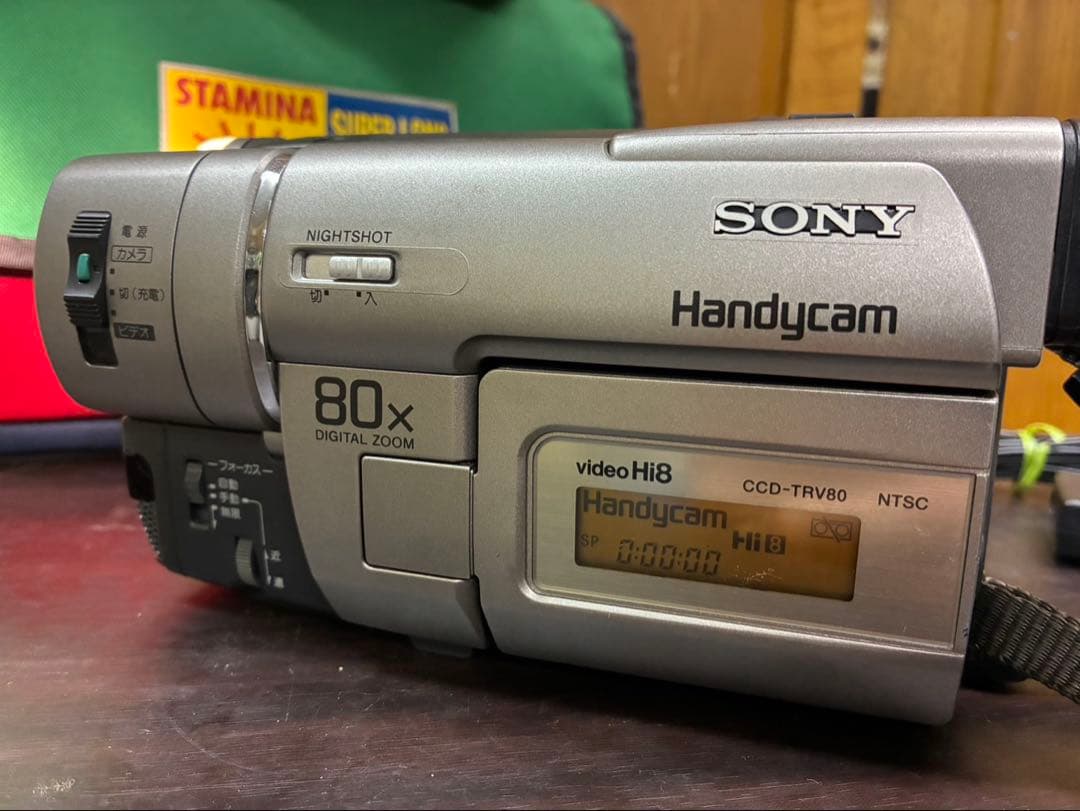 STAMINA
SUPER LONG
SONY
電源
カメラ
切(充電)
ビデオ
NIGHTSHOT
切 入
Handycam
80x
DIGITAL ZOOM
フォーカス
自動
手動
無限
近
遠
video Hi8
CCD-TRV80 NTSC
Handycam
Hi8
SP 0:00:00